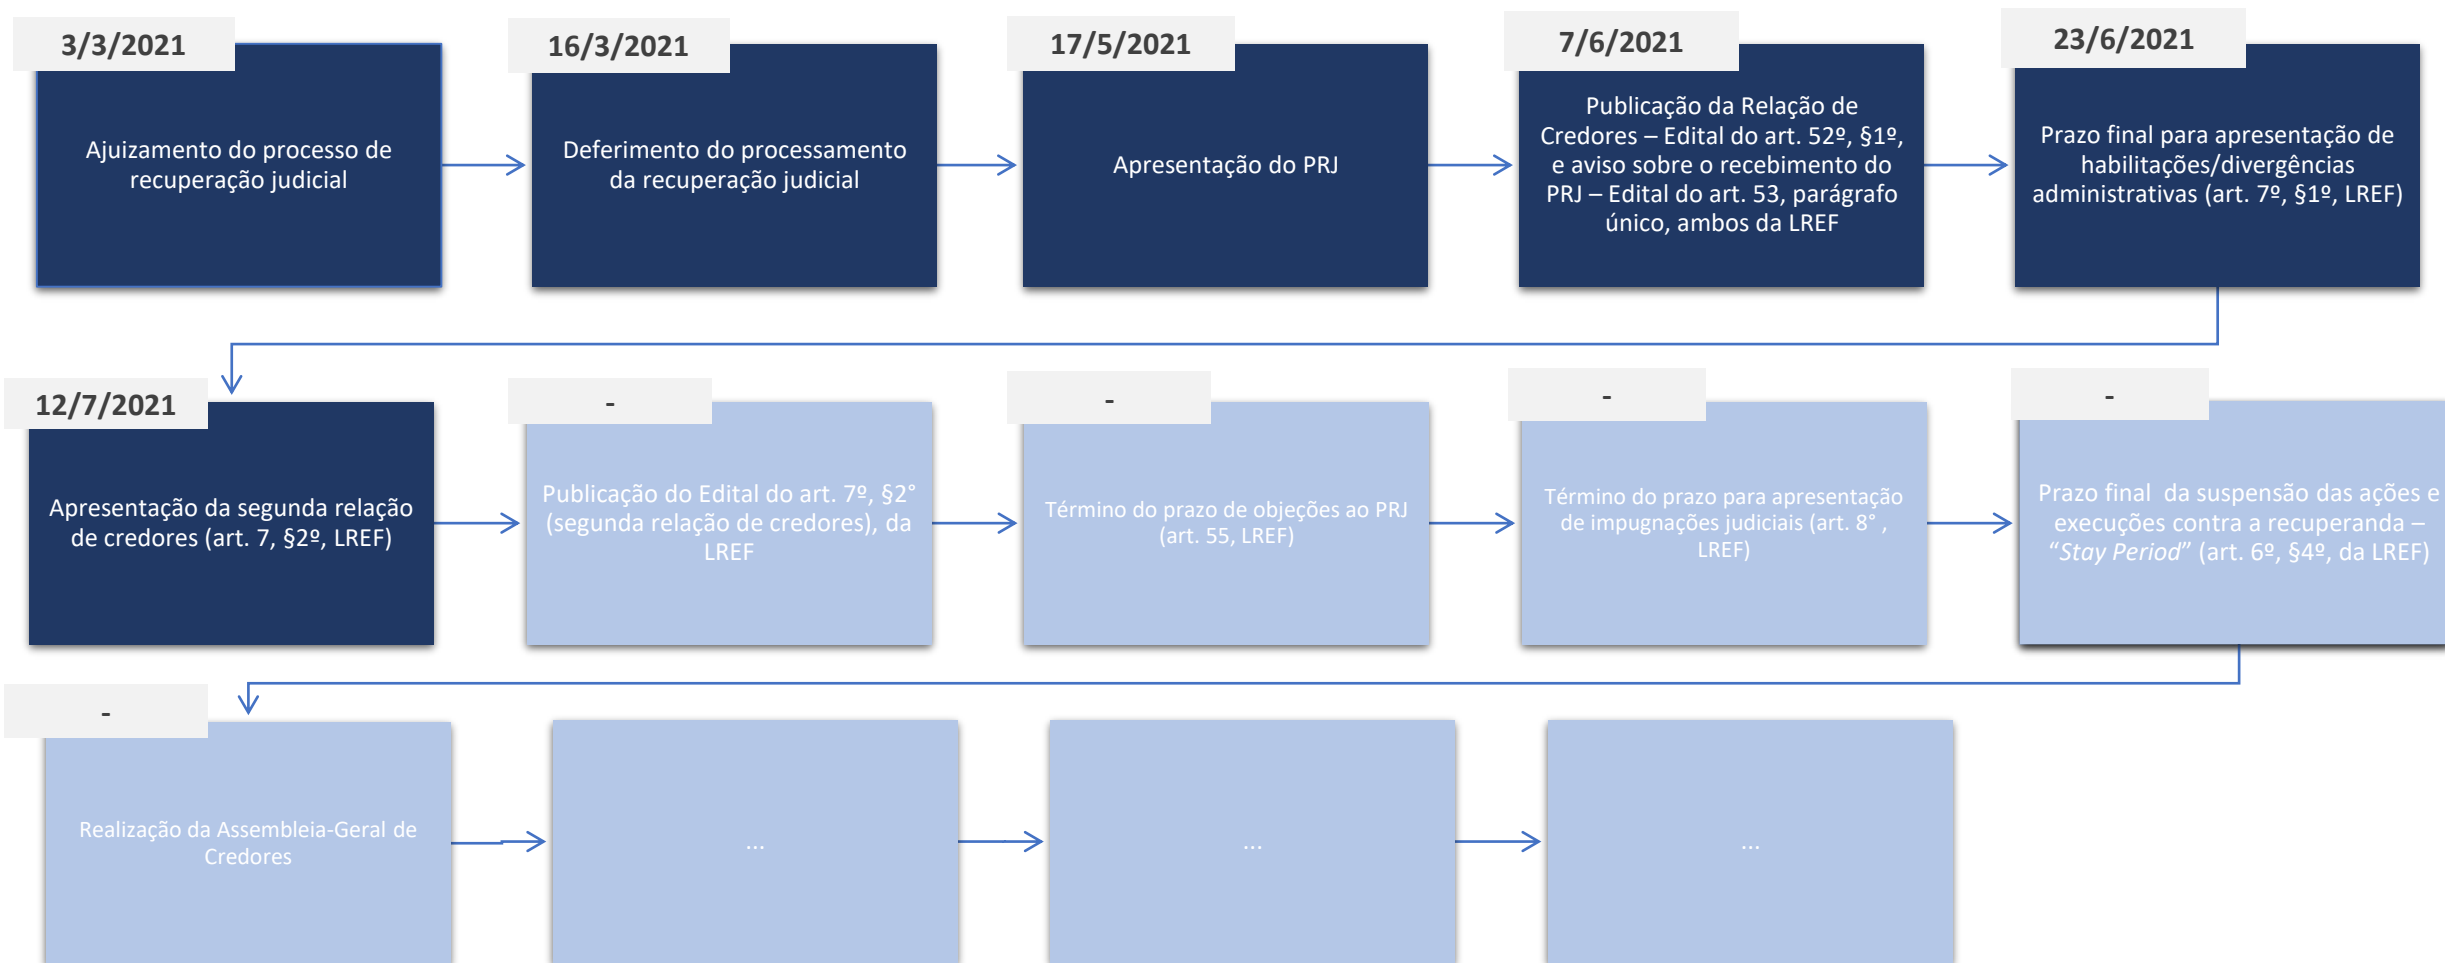 3/3/2021
Ajuizamento do processo de
recuperação judicial
16/3/2021
Deferimento do processamento
da recuperação judicial
17/5/2021
Apresentação do PRJ
7/6/2021
Publicação da Relação de
Credores – Edital do art. 52º, §1º,
e aviso sobre o recebimento do
PRJ – Edital do art. 53, parágrafo
único, ambos da LREF
23/6/2021
Prazo final para apresentação de
habilitações/divergências
administrativas (art. 7º, §1º, LREF)
12/7/2021
Apresentação da segunda relação
de credores (art. 7, §2º, LREF)
-
Publicação do Edital do art. 7º, §2°
(segunda relação de credores), da
LREF
-
Término do prazo de objeções ao PRJ
(art. 55, LREF)
-
Término do prazo para apresentação
de impugnações judiciais (art. 8° ,
LREF)
-
Prazo final  da suspensão das ações e
execuções contra a recuperanda –
“Stay Period” (art. 6º, §4º, da LREF)
-
Realização da Assembleia-Geral de
Credores
...
...
...